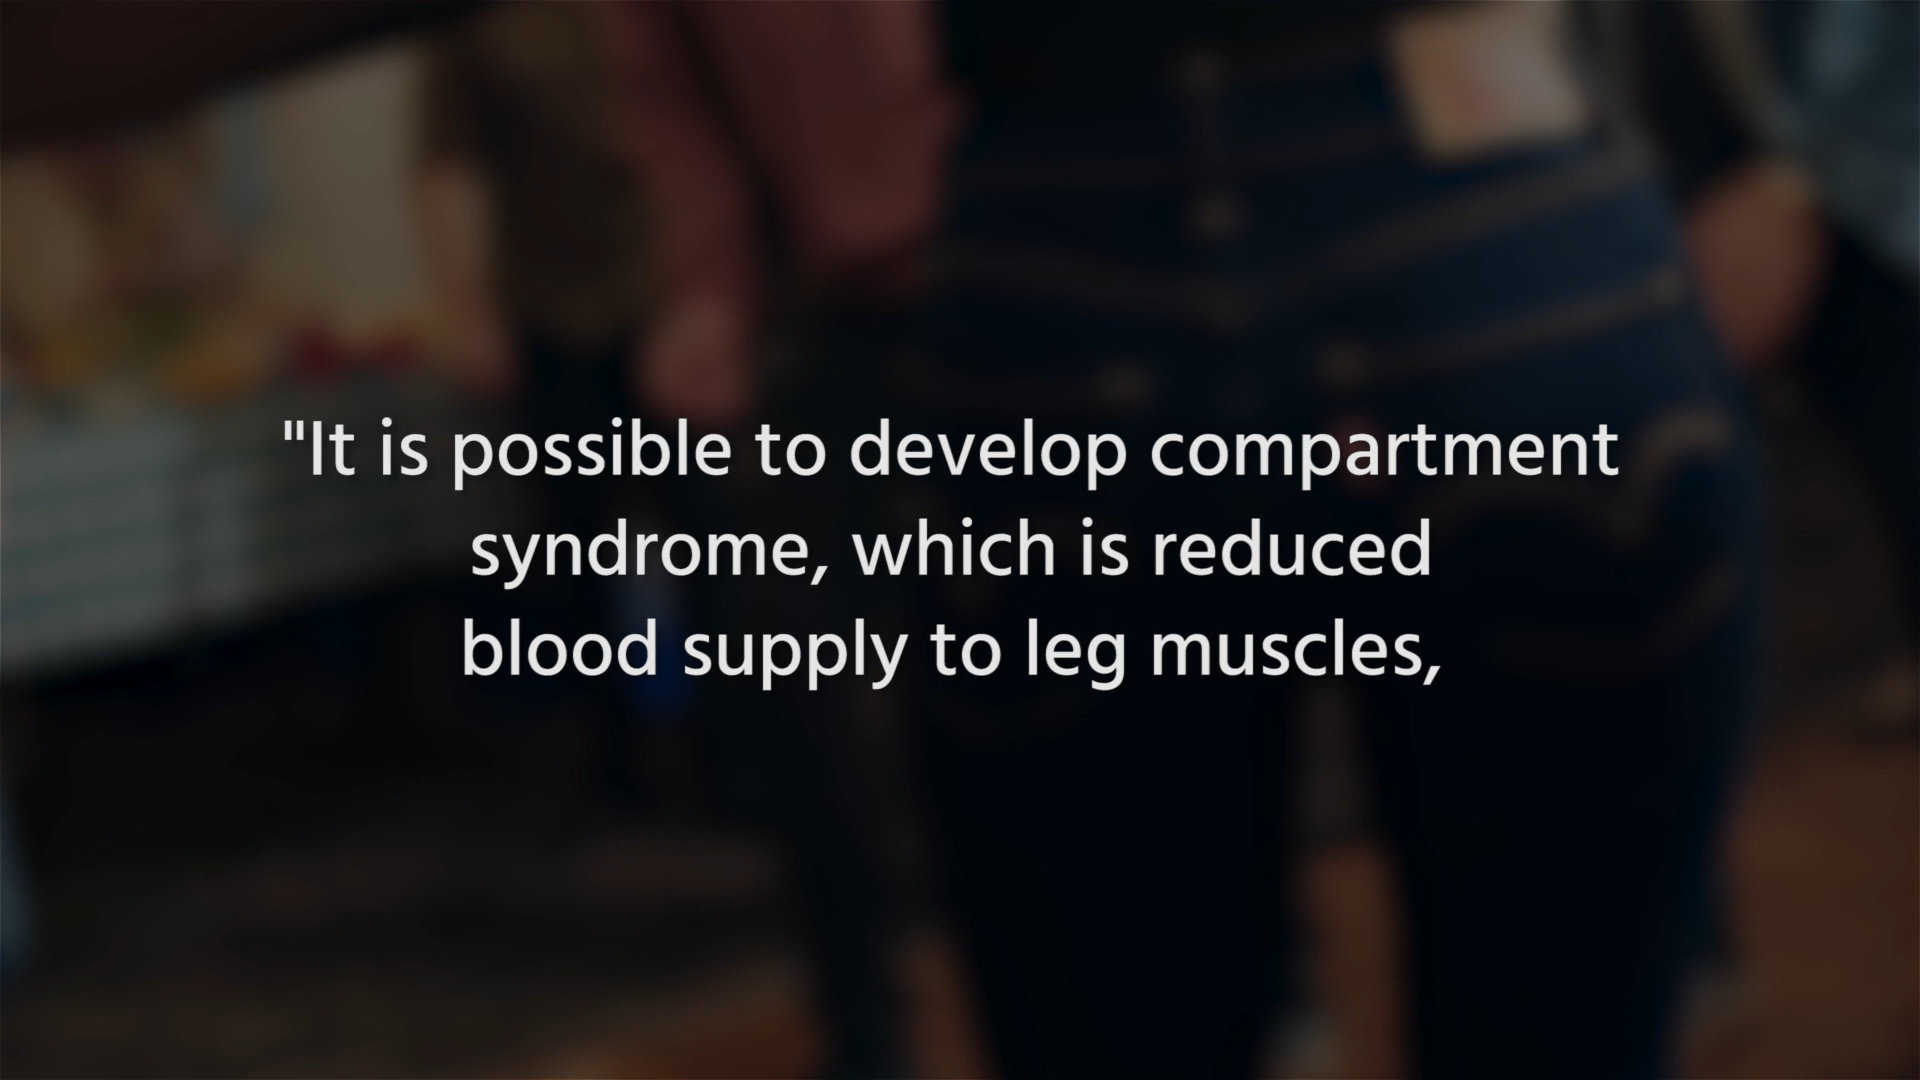 "It is possible to develop compartment
syndrome, which is reduced
blood supply to leg muscles,